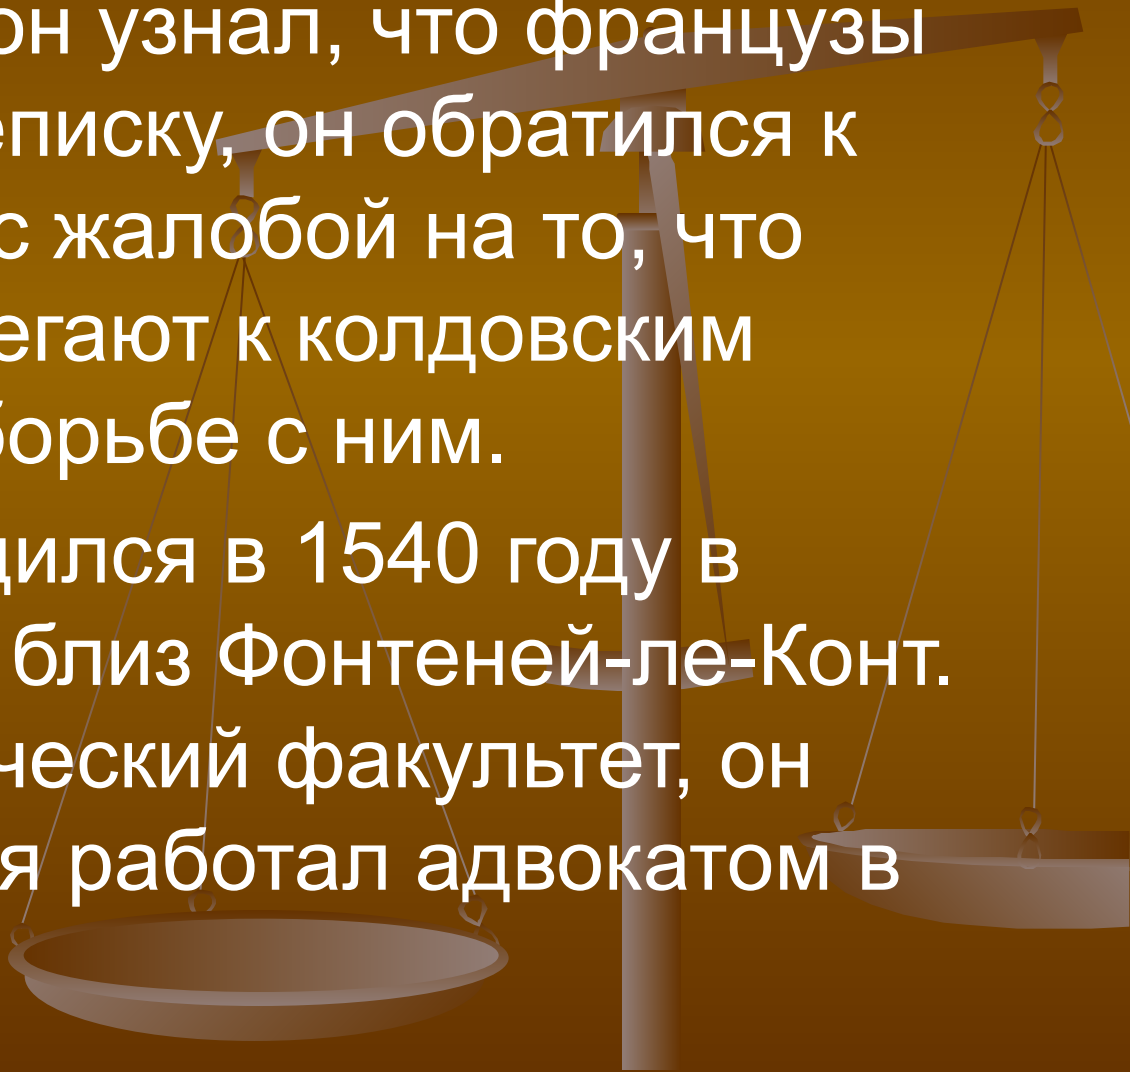 он узнал, что французы
еписку, он обратился к
с жалобой на то, что
егают к колдовским
борьбе с ним.
дился в 1540 году в
близ Фонтеней-ле-Конт.
ческий факультет, он
я работал адвокатом в